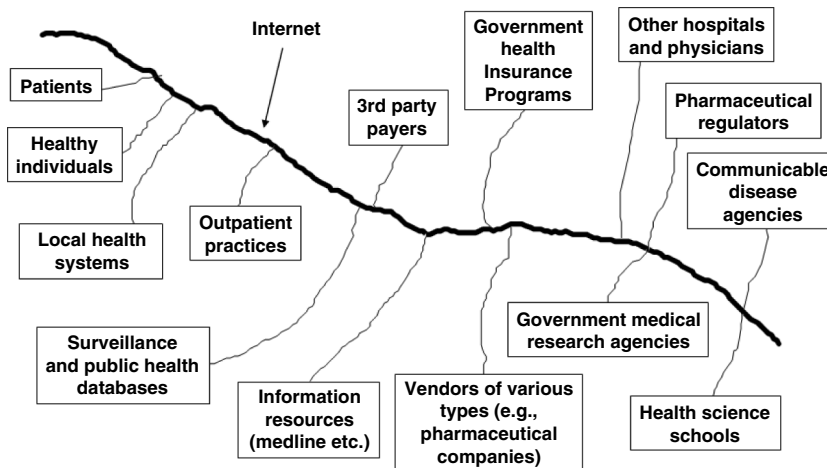 Internet
Patients
Healthy
individuals
Local health
systems
Outpatient
practices
3rd party
payers
Government
health
Insurance
Programs
Other hospitals
and physicians
Pharmaceutical
regulators
Communicable
disease
agencies
Surveillance
and public health
databases
Information
resources
(medline etc.)
Vendors of various
types (e.g.,
pharmaceutical
companies)
Government medical
research agencies
Health science
schools